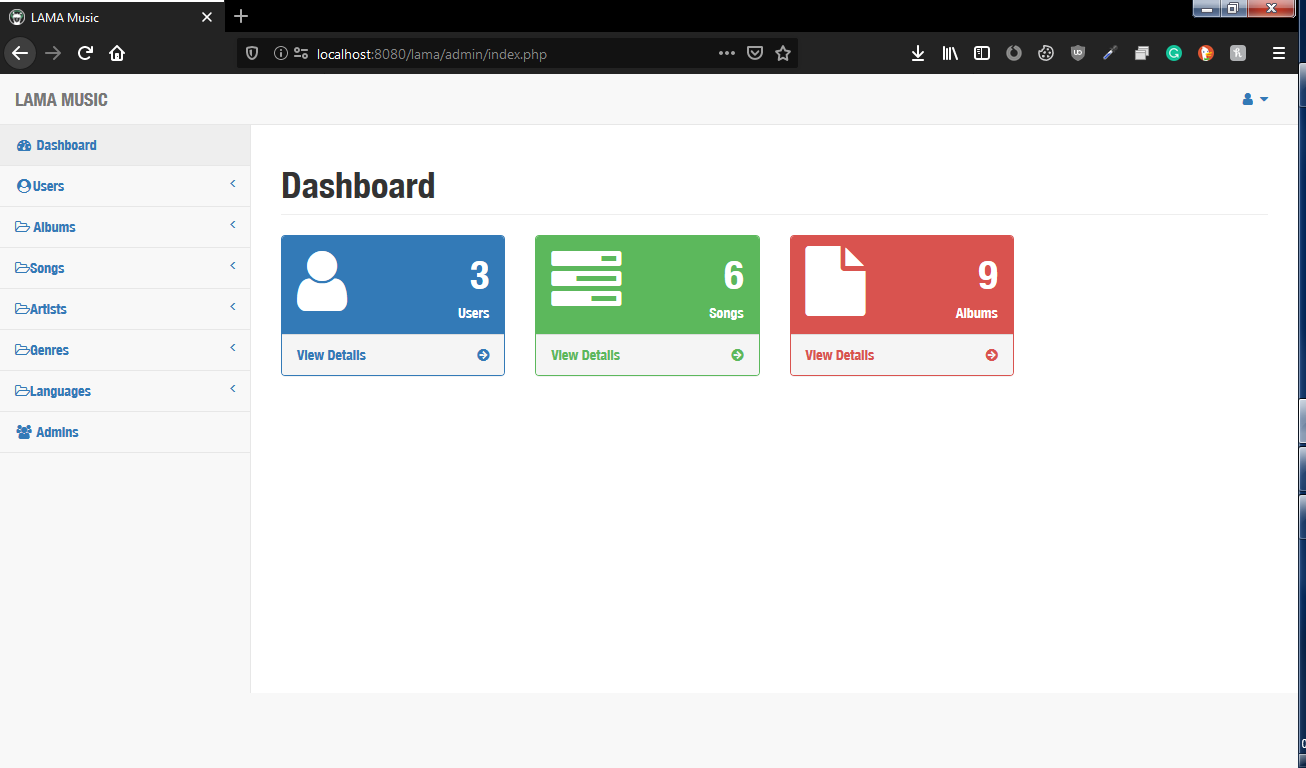 LAMA Music
localhost:8080/lama/admin/index.php
LAMA MUSIC
Dashboard
Users
Albums
Songs
Artists
Genres
Languages
Admins
Dashboard
3
Users
View Details
6
Songs
View Details
9
Albums
View Details